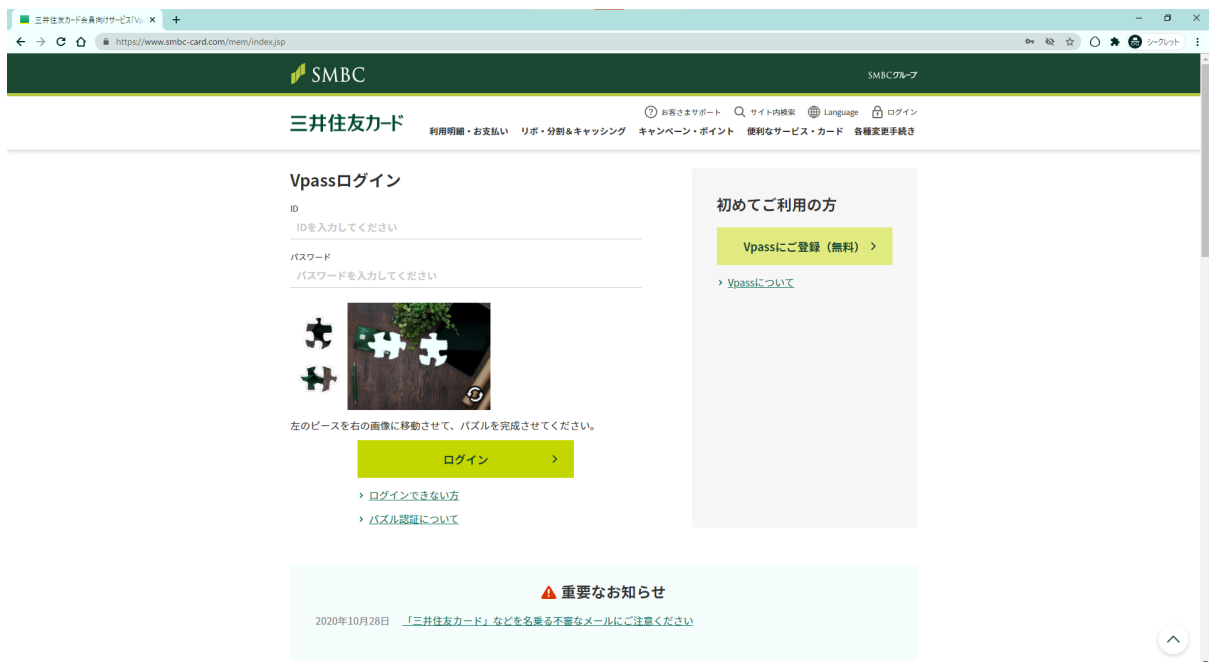 三井住友カード会員向けサービス「Vp
https://www.smbc-card.com/mem/index.jsp
シークレット
SMBC
SMBCグループ
お客さまサポート サイト内検索 Language ログイン
三井住友カード
利用明細・お支払い リボ・分割&キャッシング キャンペーン・ポイント 便利なサービス・カード 各種変更手続き
Vpassログイン
ID
IDを入力してください
パスワード
パスワードを入力してください
左のピースを右の画像に移動させて、パズルを完成させてください。
ログイン
ログインできない方
パズル認証について
初めてご利用の方
Vpassにご登録（無料）
Vpassについて
重要なお知らせ
2020年10月28日 「三井住友カード」などを名乗る不審なメールにご注意ください